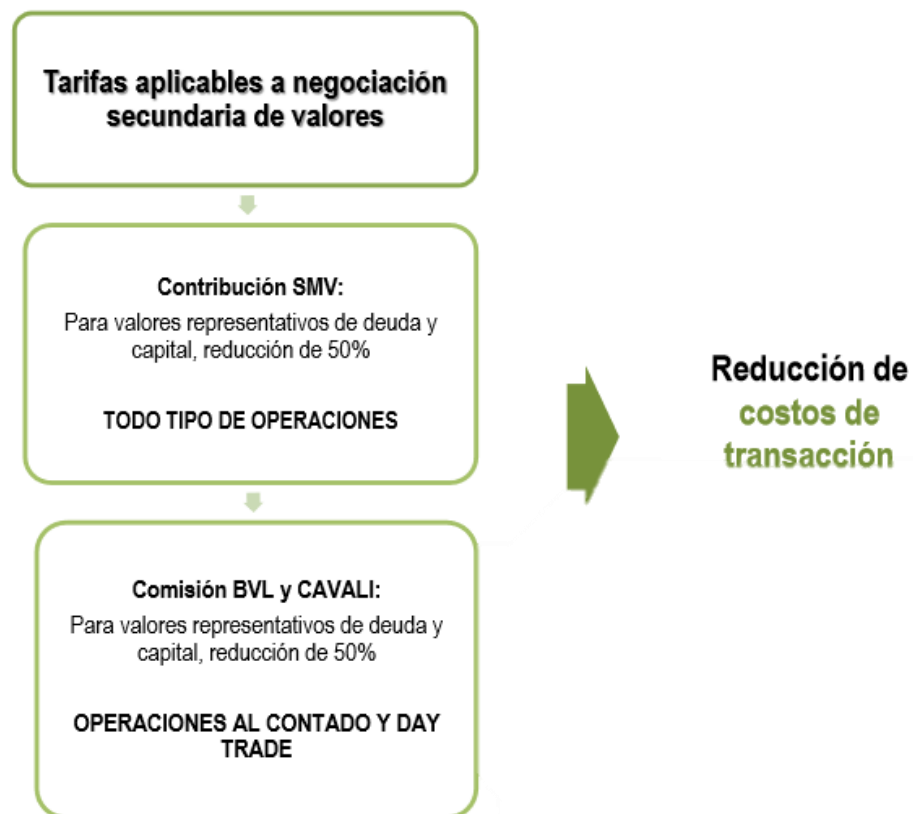 Tarifas aplicables a negociación
secundaria de valores
Contribución SMV:
Para valores representativos de deuda y
capital, reducción de 50%
TODO TIPO DE OPERACIONES
Comisión BVL y CAVALI:
Para valores representativos de deuda y
capital, reducción de 50%
OPERACIONES AL CONTADO Y DAY
TRADE
Reducción de
costos de
transacción